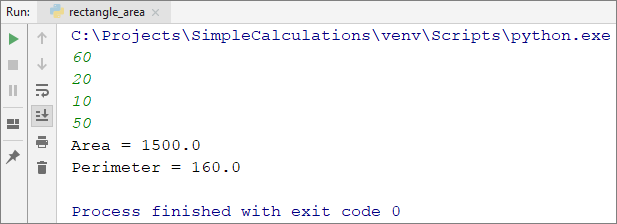 Run: rectangle_area ×
C:\Projects\SimpleCalculations\venv\Scripts\python.exe
60
20
10
50
Area = 1500.0
Perimeter = 160.0
Process finished with exit code 0